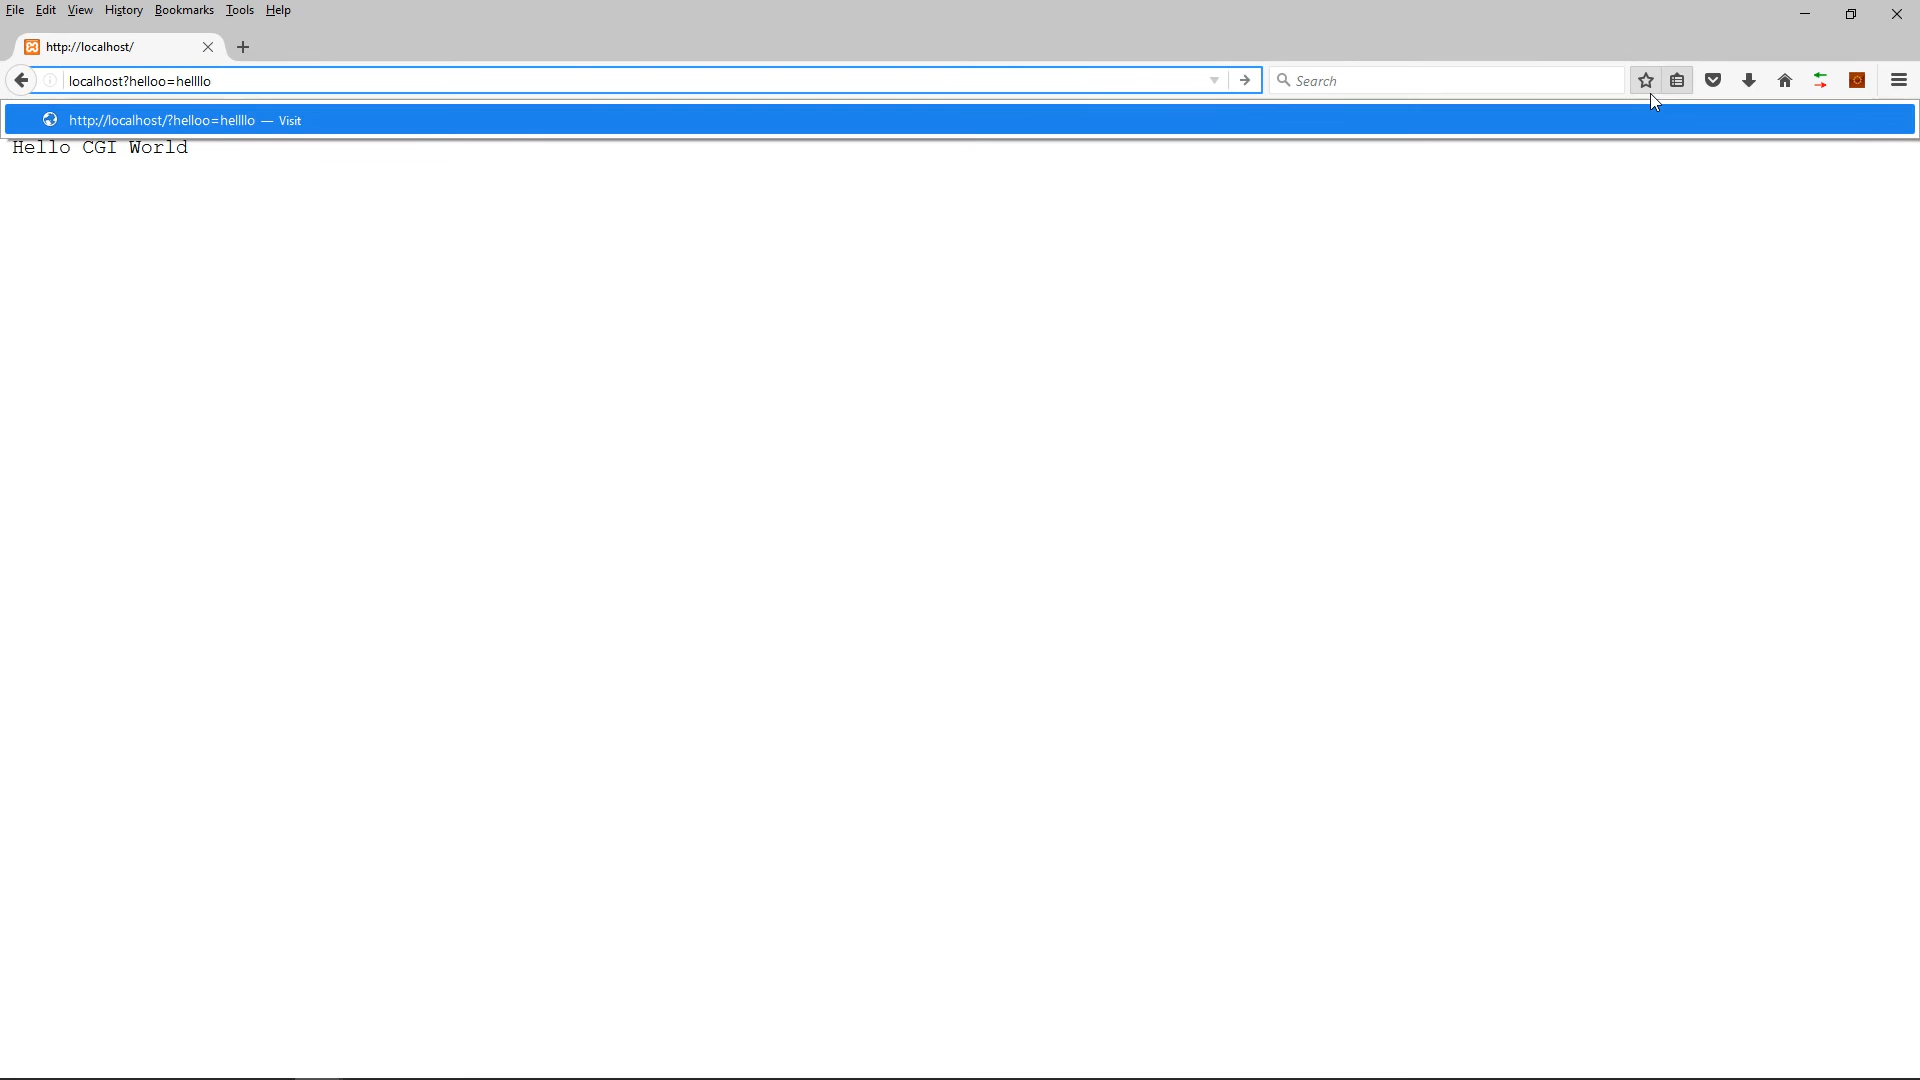 File Edit View History Bookmarks Tools Help
http://localhost/
localhost?helloo=hellllo
Search
http://localhost/?helloo=hellllo — Visit
Hello CGI World